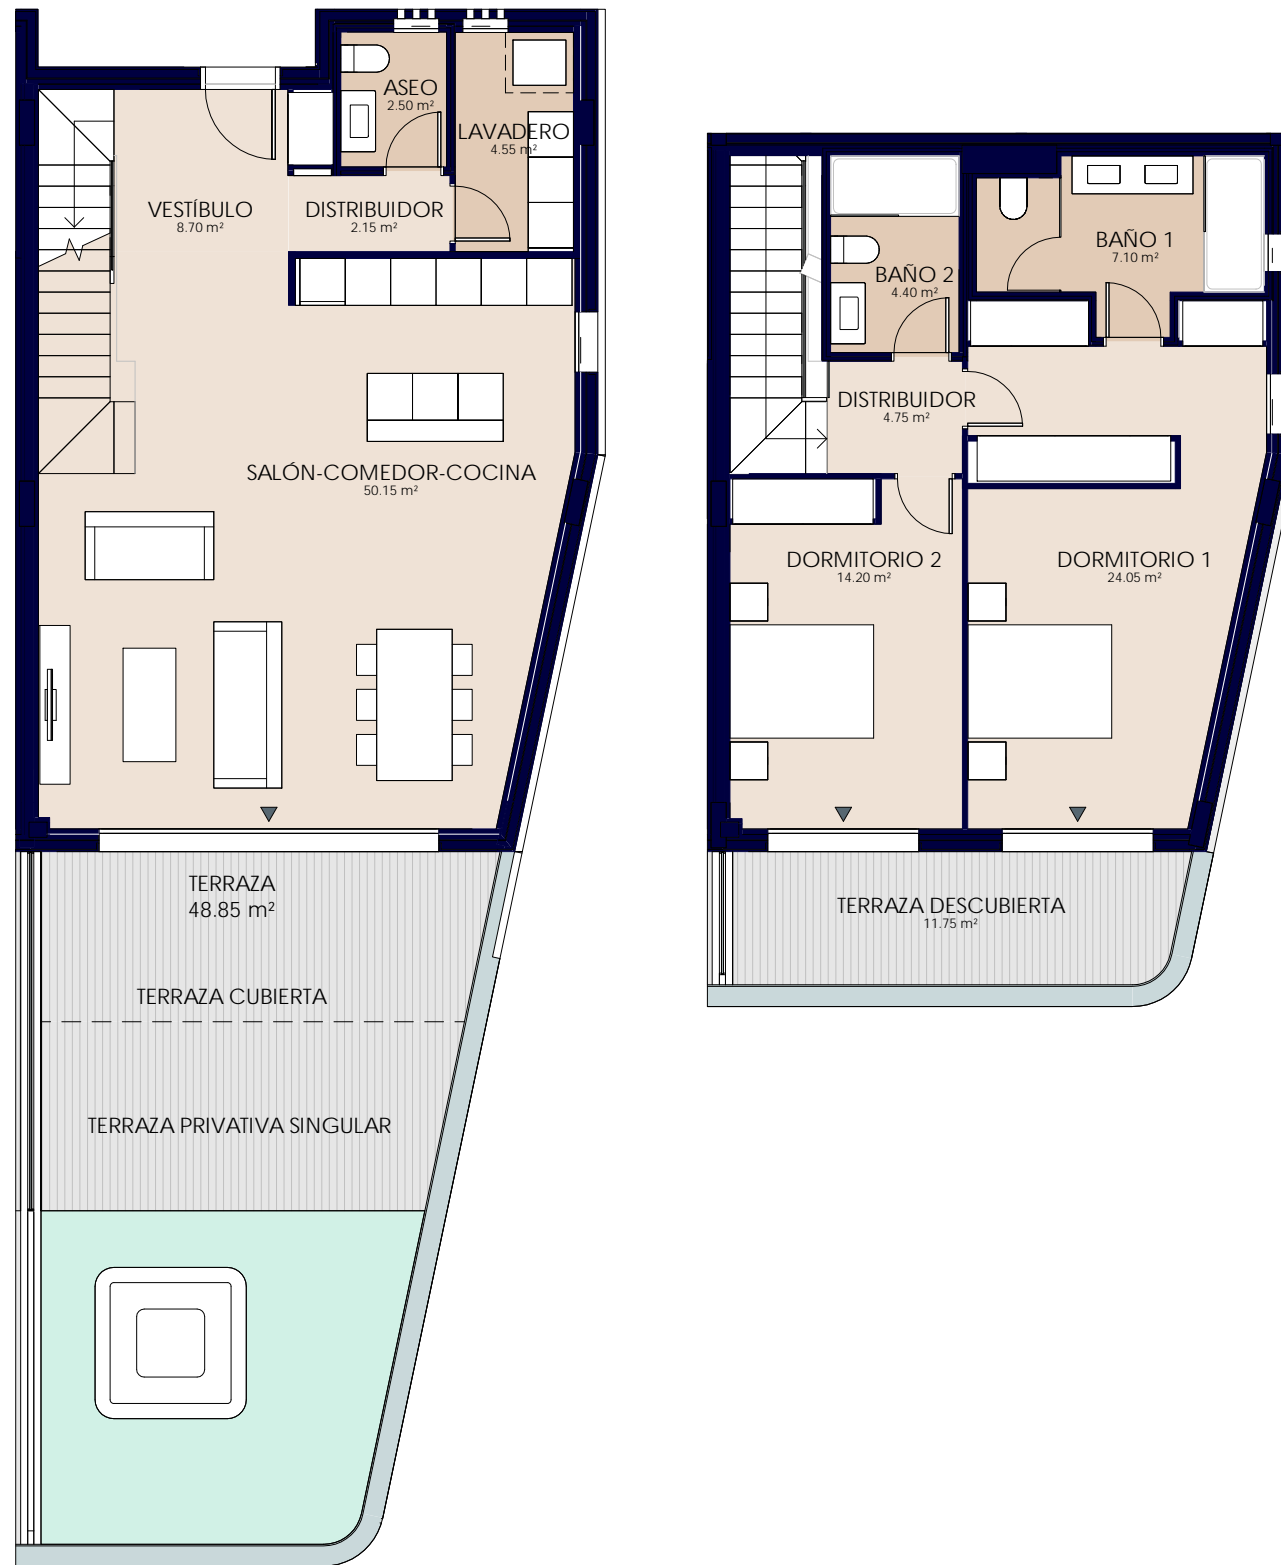 ASEO
2.50 m²
LAVADERO
4.55 m²
VESTÍBULO
8.70 m²
DISTRIBUIDOR
2.15 m²
SALÓN-COMEDOR-COCINA
50.15 m²
TERRAZA
48.85 m²
TERRAZA CUBIERTA
TERRAZA PRIVATIVA SINGULAR
BAÑO 1
7.10 m²
BAÑO 2
4.40 m²
DISTRIBUIDOR
4.75 m²
DORMITORIO 2
14.20 m²
DORMITORIO 1
24.05 m²
TERRAZA DESCUBIERTA
11.75 m²